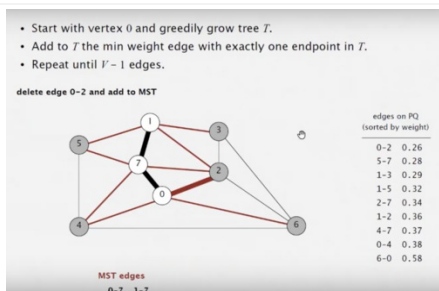 • Start with vertex 0 and greedily grow tree T.
• Add to T the min weight edge with exactly one endpoint in T.
• Repeat until V – 1 edges.
delete edge 0–2 and add to MST
1
3
5
7
2
0
4
6
edges on PQ
(sorted by weight)
0–2 0.26
5–7 0.28
1–3 0.29
1–5 0.32
2–7 0.34
1–2 0.36
4–7 0.37
0–4 0.38
6–0 0.58
MST edges
0–7 1–7